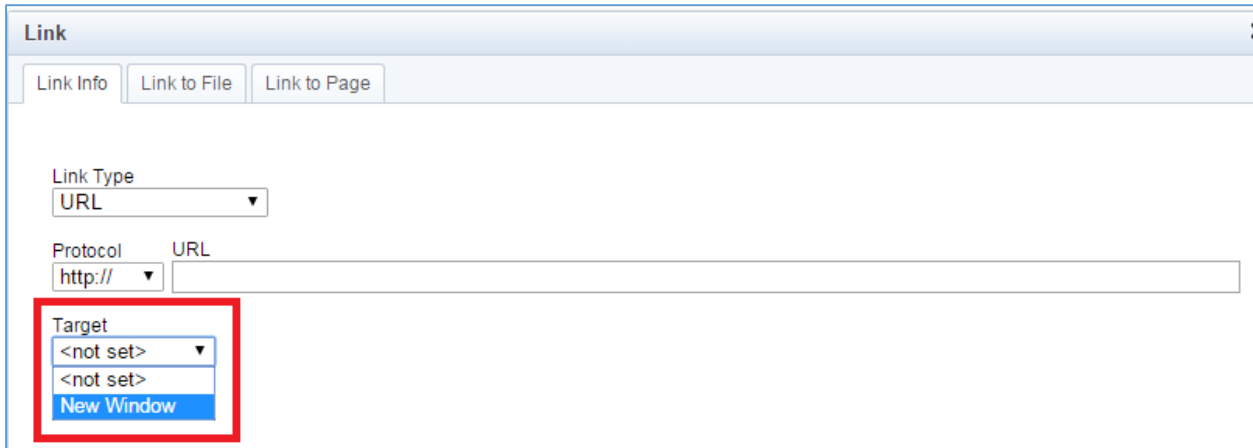 Link
Link Info Link to File Link to Page
Link Type
URL
Protocol URL
http://
Target
<not set>
<not set>
New Window